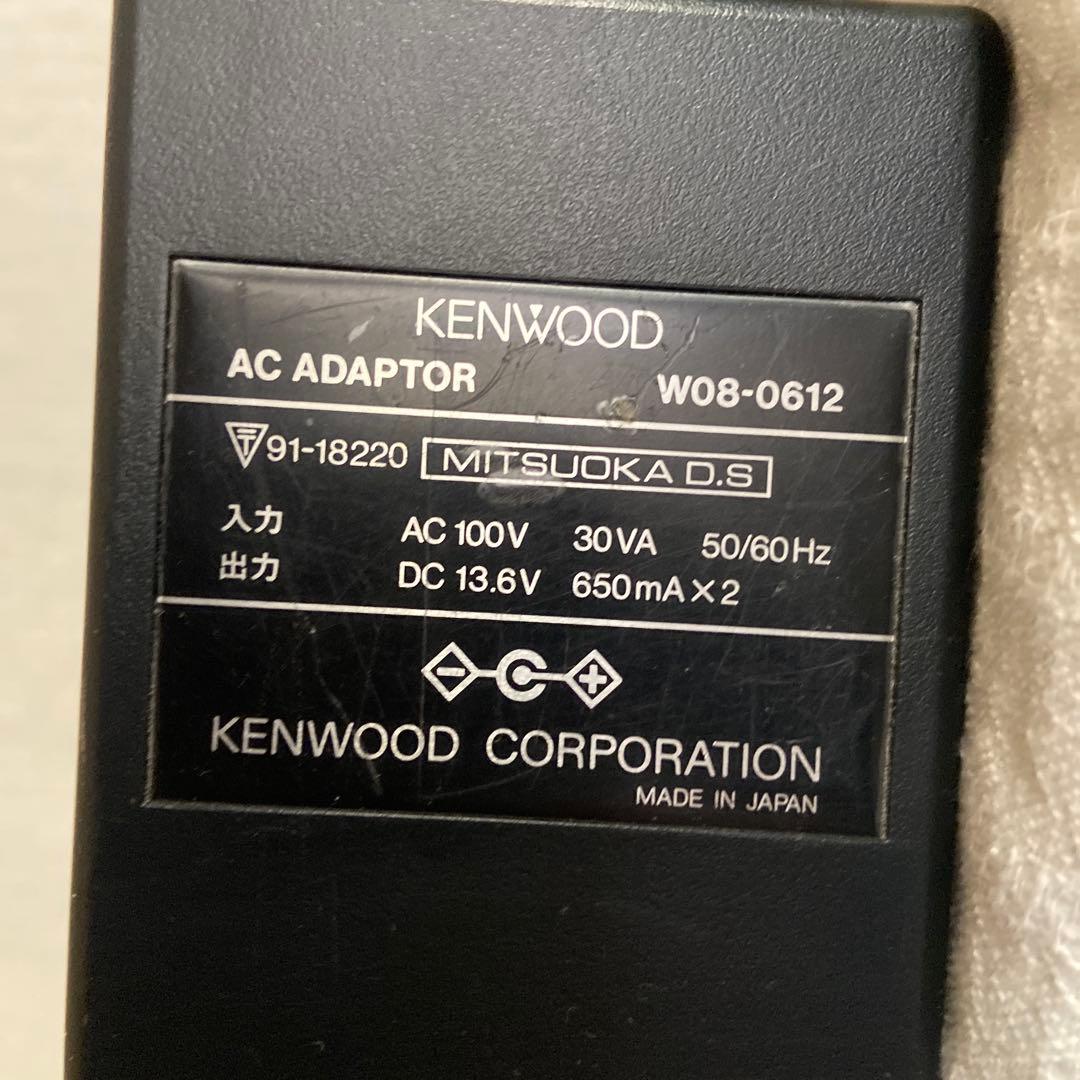 KENWOOD
AC ADAPTOR W08-0612
91-18220 MITSUOKA D.S
入力 AC 100V 30VA 50/60Hz
出力 DC 13.6V 650mA×2
KENWOOD CORPORATION
MADE IN JAPAN